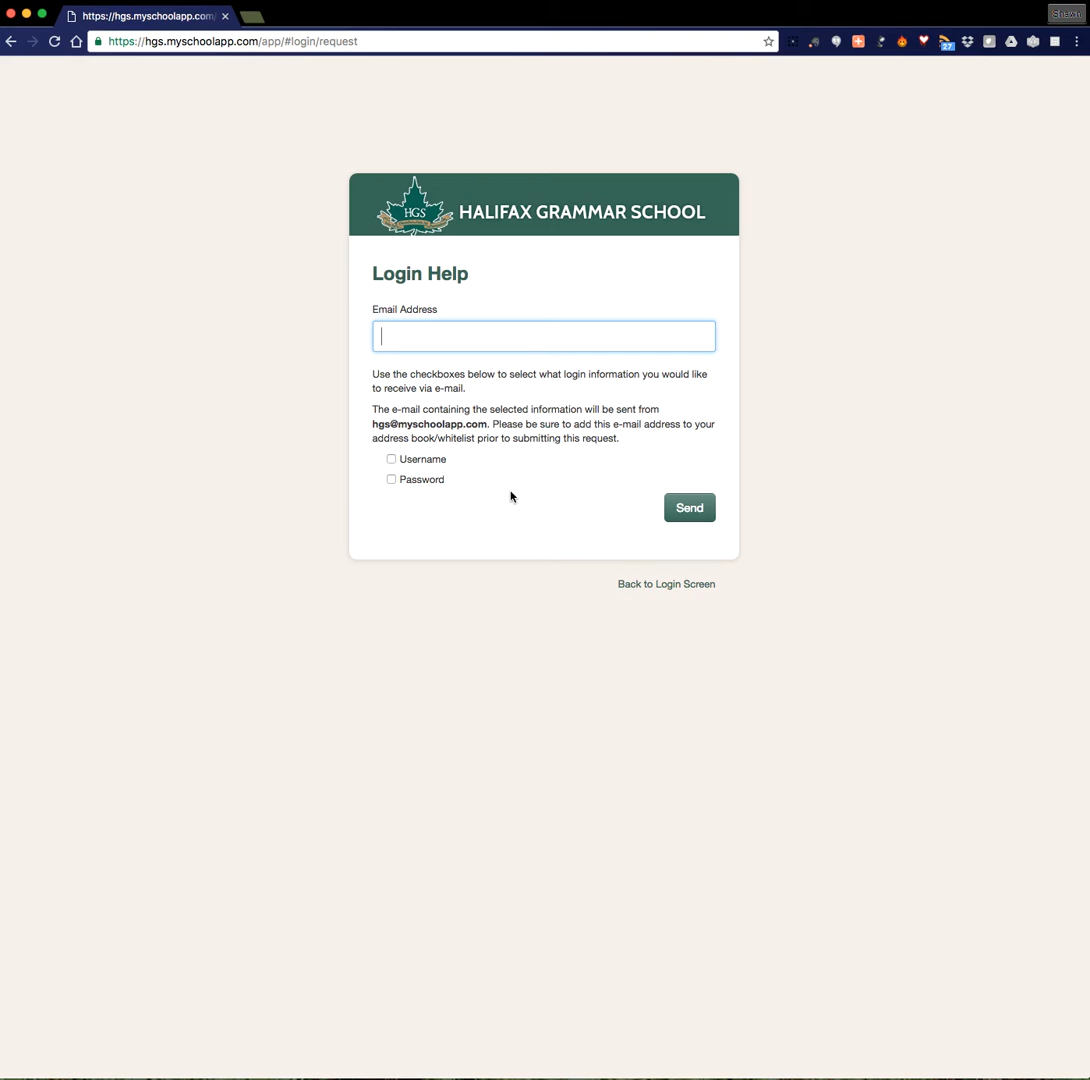 https://hgs.myschoolapp.com/
Shawn
https://hgs.myschoolapp.com/app/#login/request
27
HGS
HALIFAX GRAMMAR SCHOOL
Login Help
Email Address
Use the checkboxes below to select what login information you would like
to receive via e-mail.
The e-mail containing the selected information will be sent from
hgs@myschoolapp.com. Please be sure to add this e-mail address to your
address book/whitelist prior to submitting this request.
Username
Password
Send
Back to Login Screen